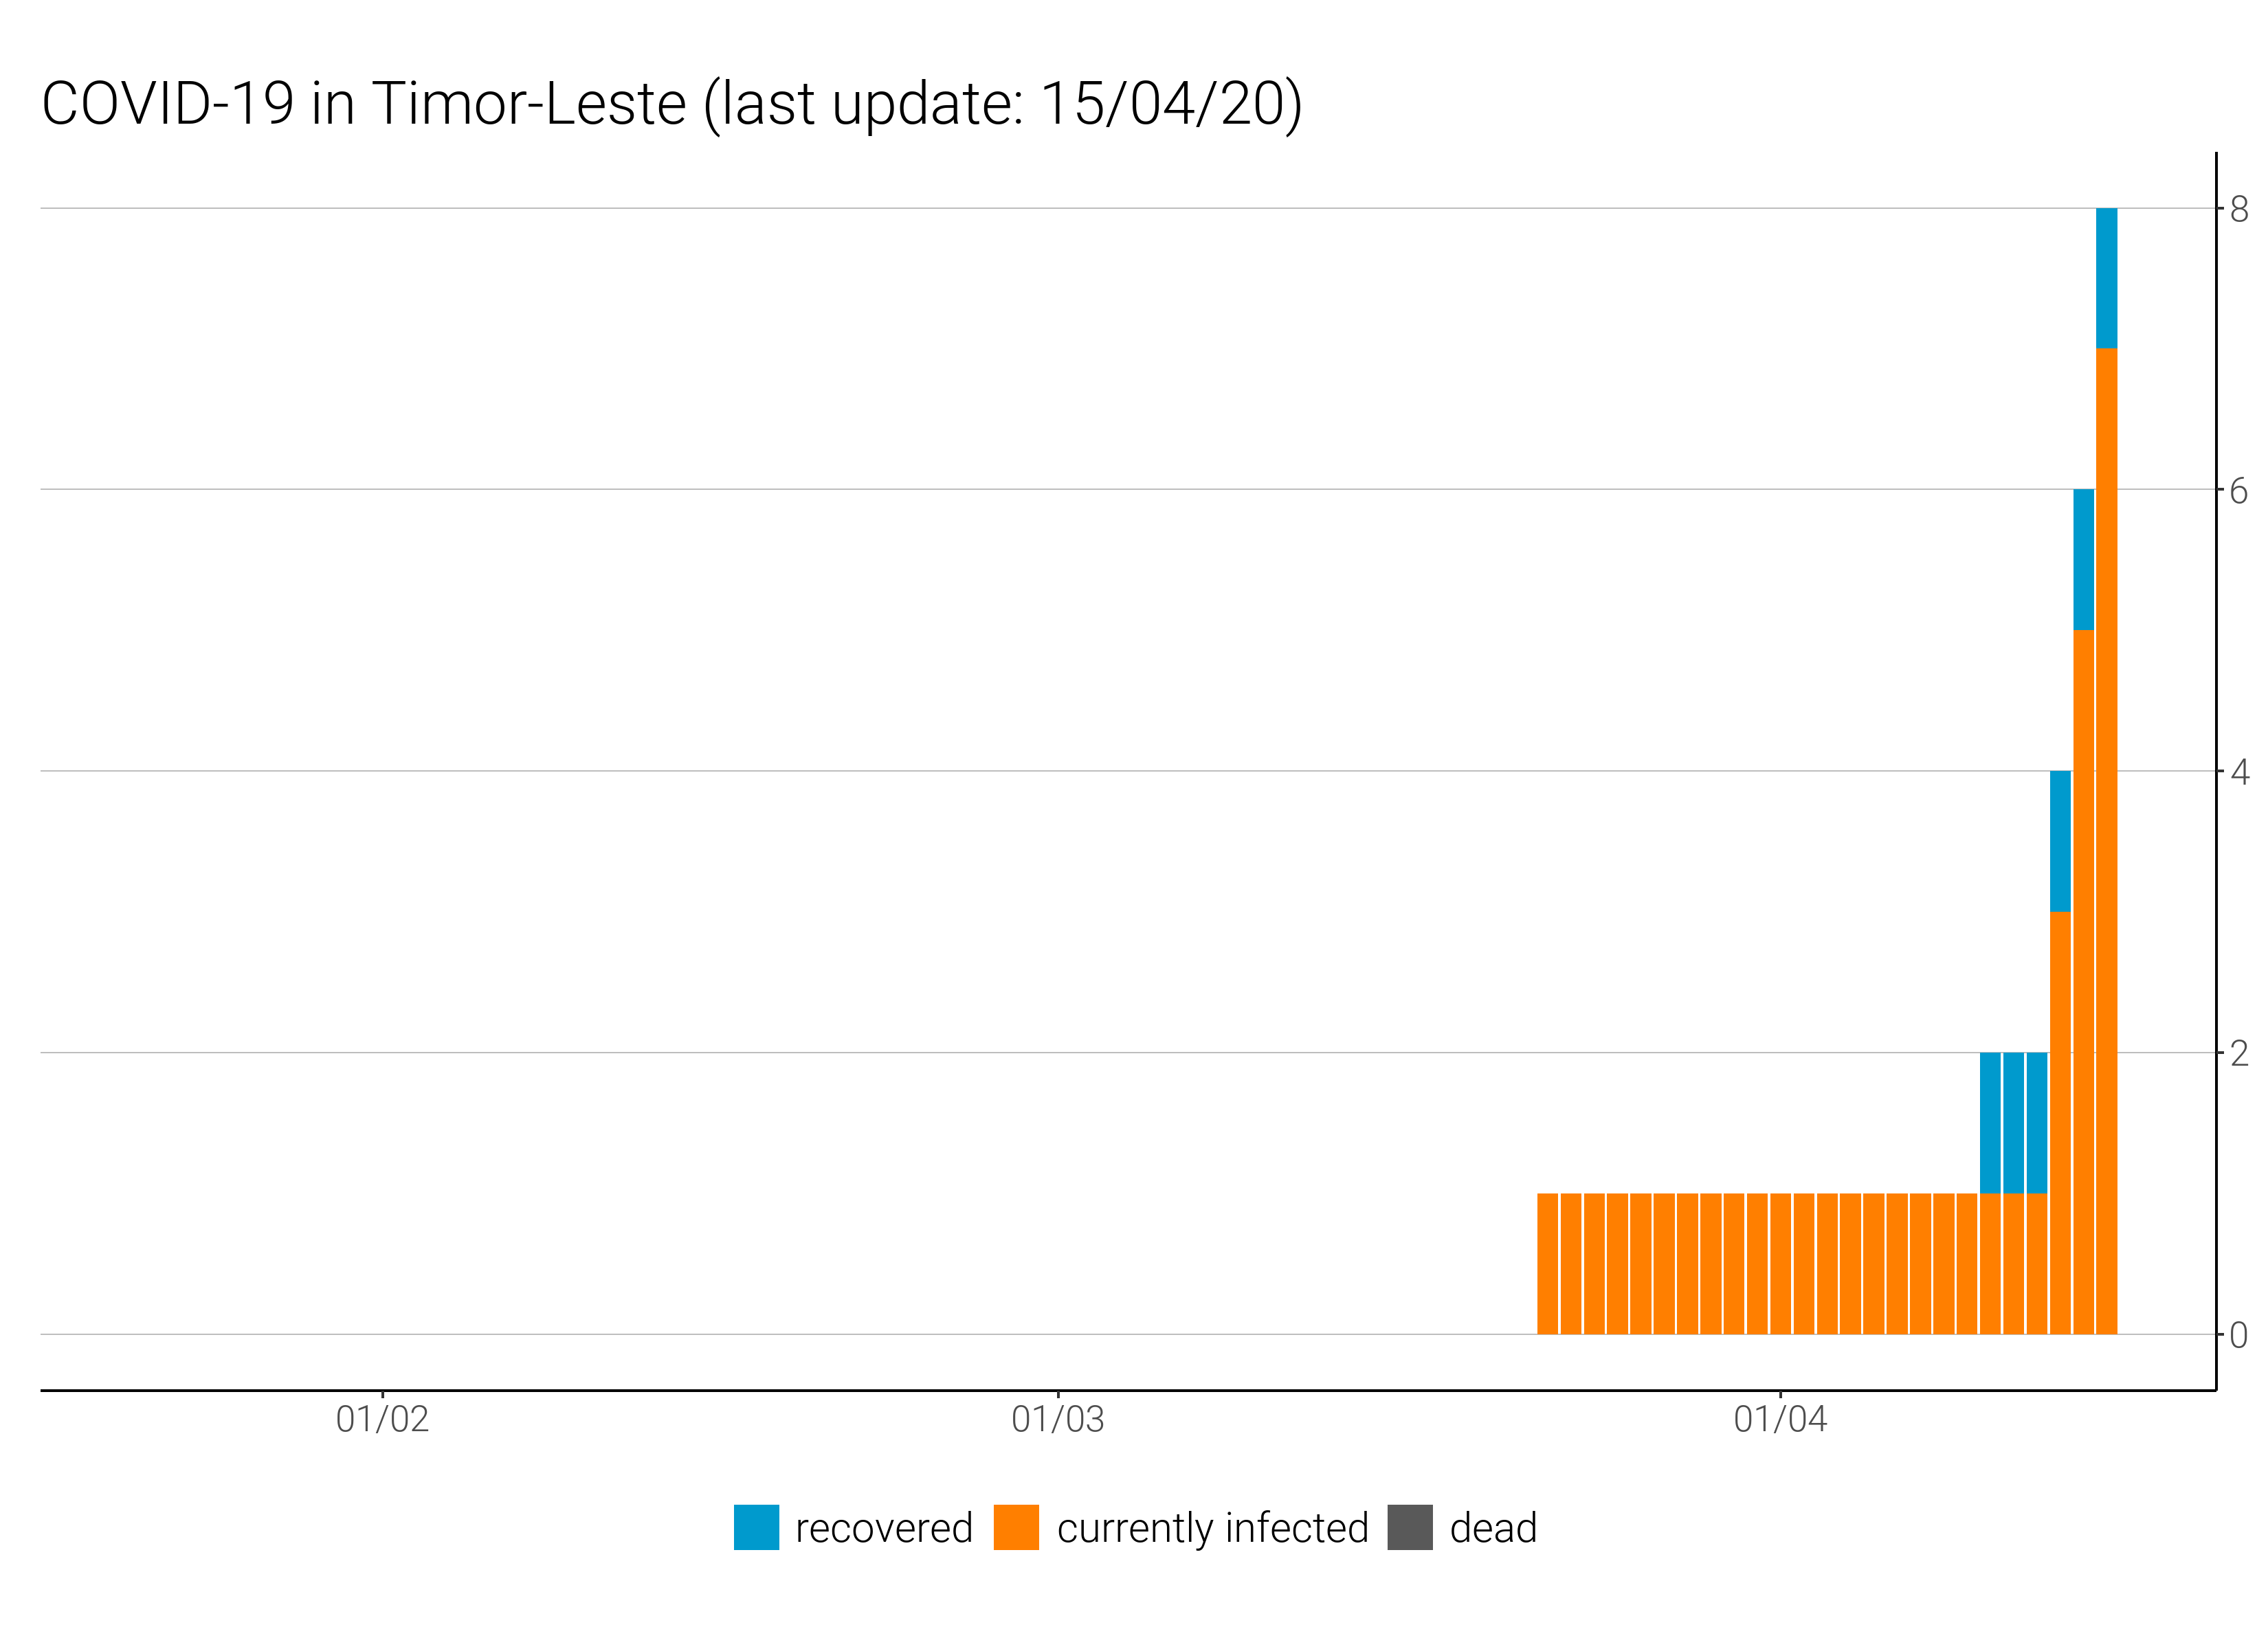 COVID-19 in Timor-Leste (last update: 15/04/20)
8
6
4
2
0
01/02 01/03 01/04
recovered currently infected dead